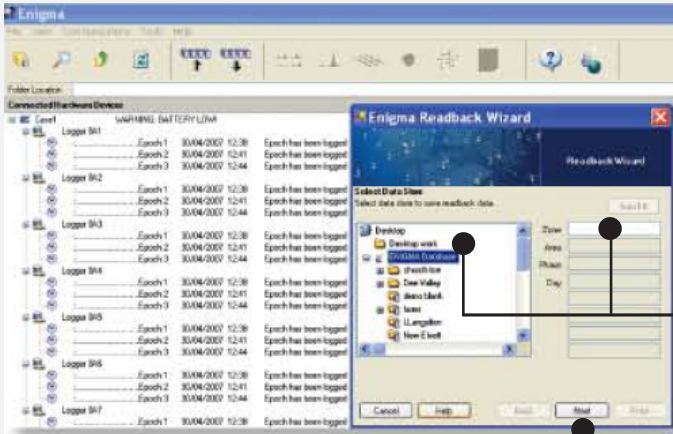 Enigma
File View Communications Tools Help
Folder Location
Connected Hardware Devices
Case1 WARNING: BATTERY LOW!
Logger 0A1
Epoch 1 30/04/2007 12:38 Epoch has been logged
Epoch 2 30/04/2007 12:41 Epoch has been logged
Epoch 3 30/04/2007 12:44 Epoch has been logged
Logger 0A2
Epoch 1 30/04/2007 12:38 Epoch has been logged
Epoch 2 30/04/2007 12:41 Epoch has been logged
Epoch 3 30/04/2007 12:44 Epoch has been logged
Logger 0A3
Epoch 1 30/04/2007 12:38 Epoch has been logged
Epoch 2 30/04/2007 12:41 Epoch has been logged
Epoch 3 30/04/2007 12:44 Epoch has been logged
Logger 0A4
Epoch 1 30/04/2007 12:38 Epoch has been logged
Epoch 2 30/04/2007 12:41 Epoch has been logged
Epoch 3 30/04/2007 12:44 Epoch has been logged
Logger 0A5
Epoch 1 30/04/2007 12:38 Epoch has been logged
Epoch 2 30/04/2007 12:41 Epoch has been logged
Epoch 3 30/04/2007 12:44 Epoch has been logged
Logger 0A6
Epoch 1 30/04/2007 12:38 Epoch has been logged
Epoch 2 30/04/2007 12:41 Epoch has been logged
Epoch 3 30/04/2007 12:44 Epoch has been logged
Logger 0A7
Epoch 1 30/04/2007 12:38 Epoch has been logged
Enigma Readback Wizard
Readback Wizard
Select Data Store
Select data store to save readback data.
Desktop
Desktop work
ENIGMA Database
Dee Valley
demo blank
LLangollen
Zone
Area
Phase
Day
Cancel Help Back Next